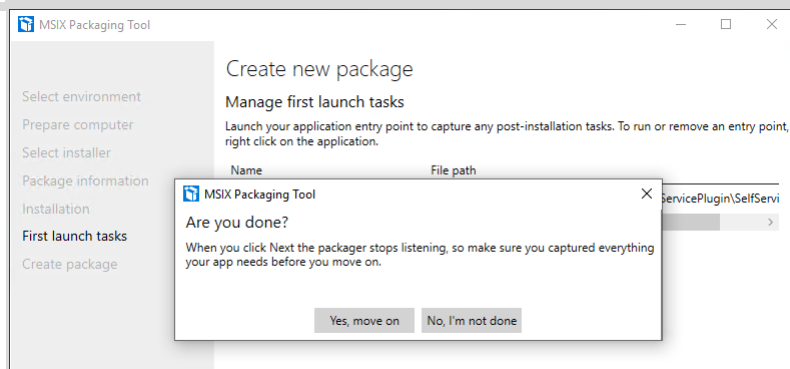 MSIX Packaging Tool
Create new package
Select environment
Manage first launch tasks
Prepare computer
Launch your application entry point to capture any post-installation tasks. To run or remove an entry point,
right click on the application.
Select installer
Name File path
Package information
MSIX Packaging Tool
ServicePlugin\SelfServi
Installation
Are you done?
First launch tasks
When you click Next the packager stops listening, so make sure you captured everything
your app needs before you move on.
Create package
Yes, move on No, I'm not done